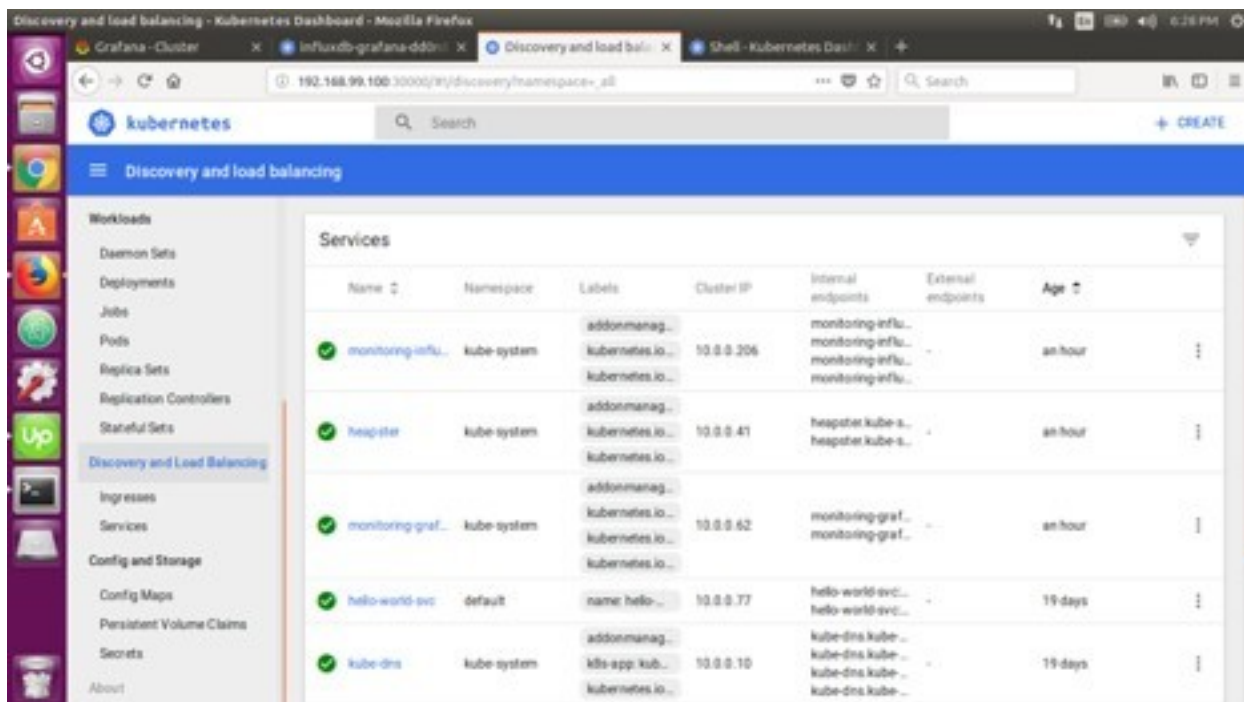 Discovery and load balancing - Kubernetes Dashboard - Mozilla Firefox
En
6:28 PM
Grafana - Cluster
Discovery and load bala
Shell - Kubernetes Dash
192.168.99.100:30000/#!/discovery?namespace=_all
Search
kubernetes
Search
+ CREATE
Discovery and load balancing
Workloads
Daemon Sets
Deployments
Jobs
Pods
Replica Sets
Replication Controllers
Stateful Sets
Discovery and Load Balancing
Ingresses
Services
Config and Storage
Config Maps
Persistent Volume Claims
Secrets
About
Up
Services
Name Namespace Labels Cluster IP Internal endpoints External endpoints Age
monitoring-influ... kube-system 10.0.0.206 - an hour
addonmanag...
kubernetes.io...
kubernetes.io...
monitoring-influ...
monitoring-influ...
monitoring-influ...
monitoring-influ...
heapster kube-system 10.0.0.41 - an hour
addonmanag...
kubernetes.io...
kubernetes.io...
heapster.kube-s...
heapster.kube-s...
monitoring-graf... kube-system 10.0.0.62 - an hour
addonmanag...
kubernetes.io...
kubernetes.io...
kubernetes.io...
monitoring-graf...
monitoring-graf...
hello-world-svc default name: hello-... 10.0.0.77 - 19 days
hello-world-svc:...
hello-world-svc:...
kube-dns kube-system 10.0.0.10 - 19 days
addonmanag...
k8s-app: kub...
kubernetes.io...
kube-dns.kube-...
kube-dns.kube-...
kube-dns.kube-...
kube-dns.kube-...